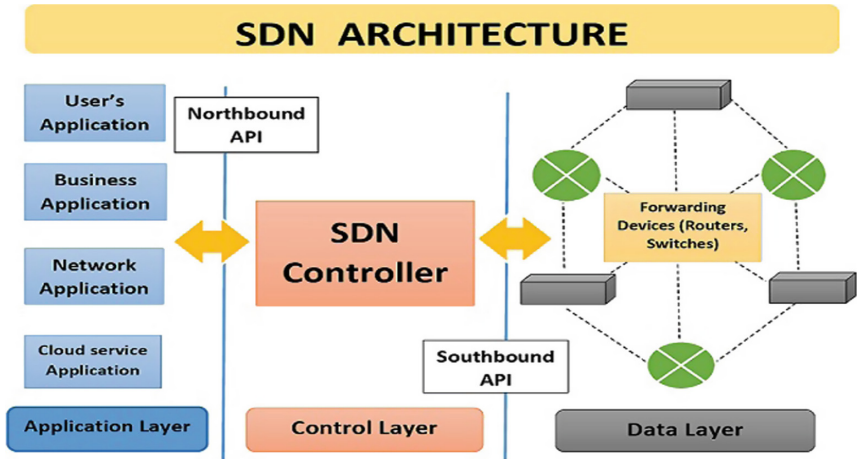 SDN ARCHITECTURE
User's
Application
Business
Application
Network
Application
Cloud service
Application
Application Layer
Northbound
API
SDN
Controller
Control Layer
Southbound
API
Forwarding
Devices (Routers,
Switches)
Data Layer